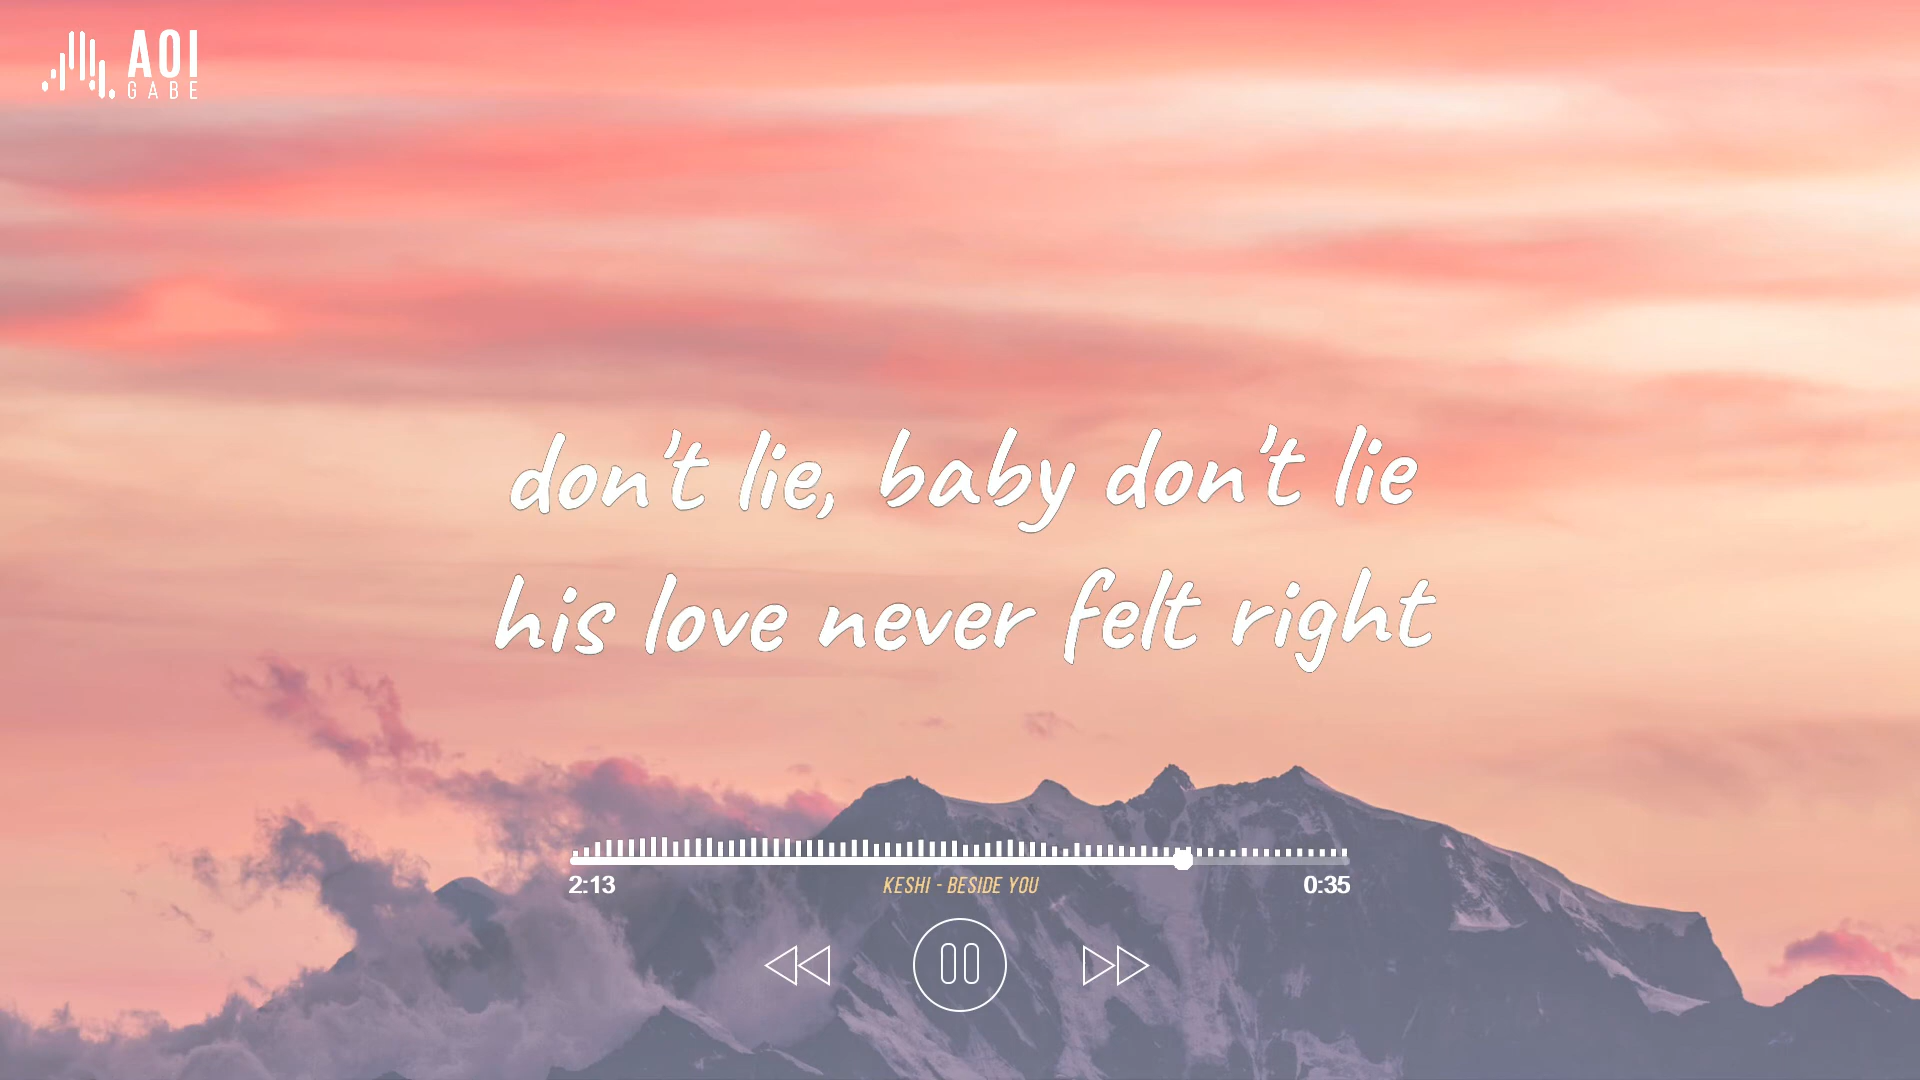 AOI
GABE
don't lie, baby don't lie
his love never felt right
2:13
KESHI - BESIDE YOU
0:35